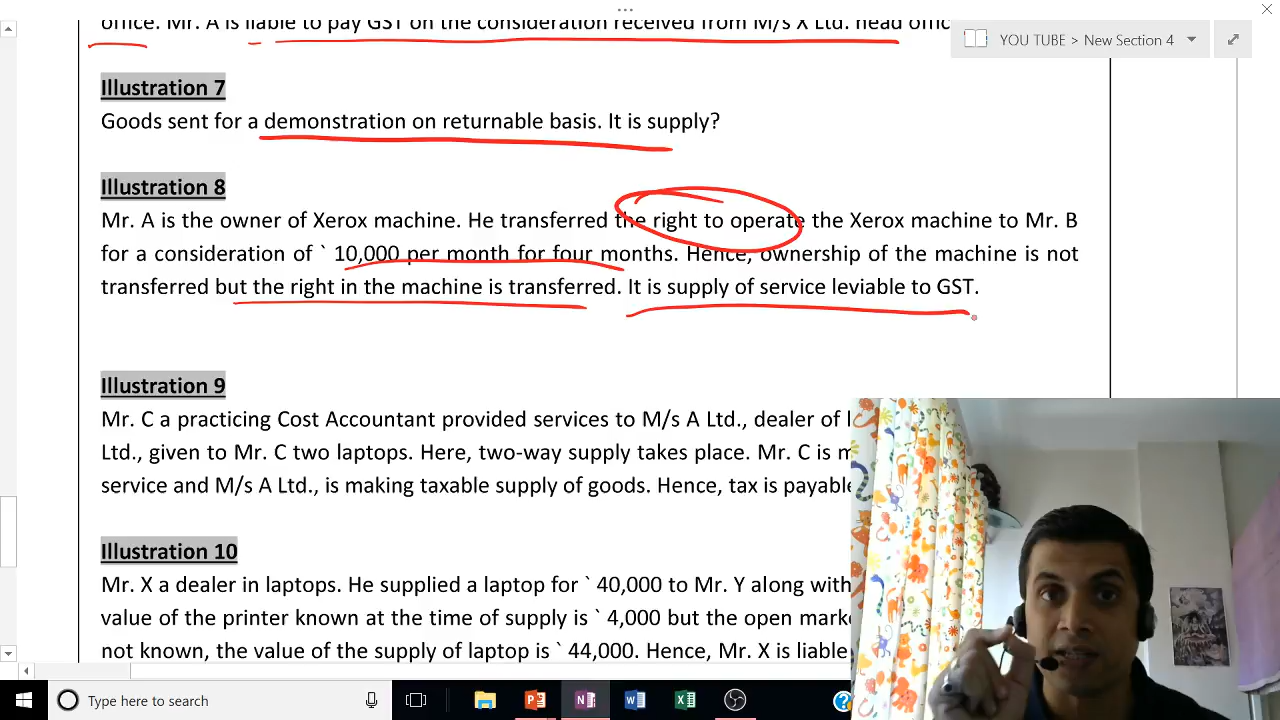 office. Mr. A is liable to pay GST on the consideration received from M/s X Ltd. head offic
YOU TUBE > New Section 4
Illustration 7
Goods sent for a demonstration on returnable basis. It is supply?
Illustration 8
Mr. A is the owner of Xerox machine. He transferred the right to operate the Xerox machine to Mr. B
for a consideration of ` 10,000 per month for four months. Hence, ownership of the machine is not
transferred but the right in the machine is transferred. It is supply of service leviable to GST.
Illustration 9
Mr. C a practicing Cost Accountant provided services to M/s A Ltd., dealer of
Ltd., given to Mr. C two laptops. Here, two-way supply takes place. Mr. C is
service and M/s A Ltd., is making taxable supply of goods. Hence, tax is payable
Illustration 10
Mr. X a dealer in laptops. He supplied a laptop for ` 40,000 to Mr. Y along with
value of the printer known at the time of supply is ` 4,000 but the open
not known, the value of the supply of laptop is ` 44,000. Hence, Mr. X is liable
Type here to search